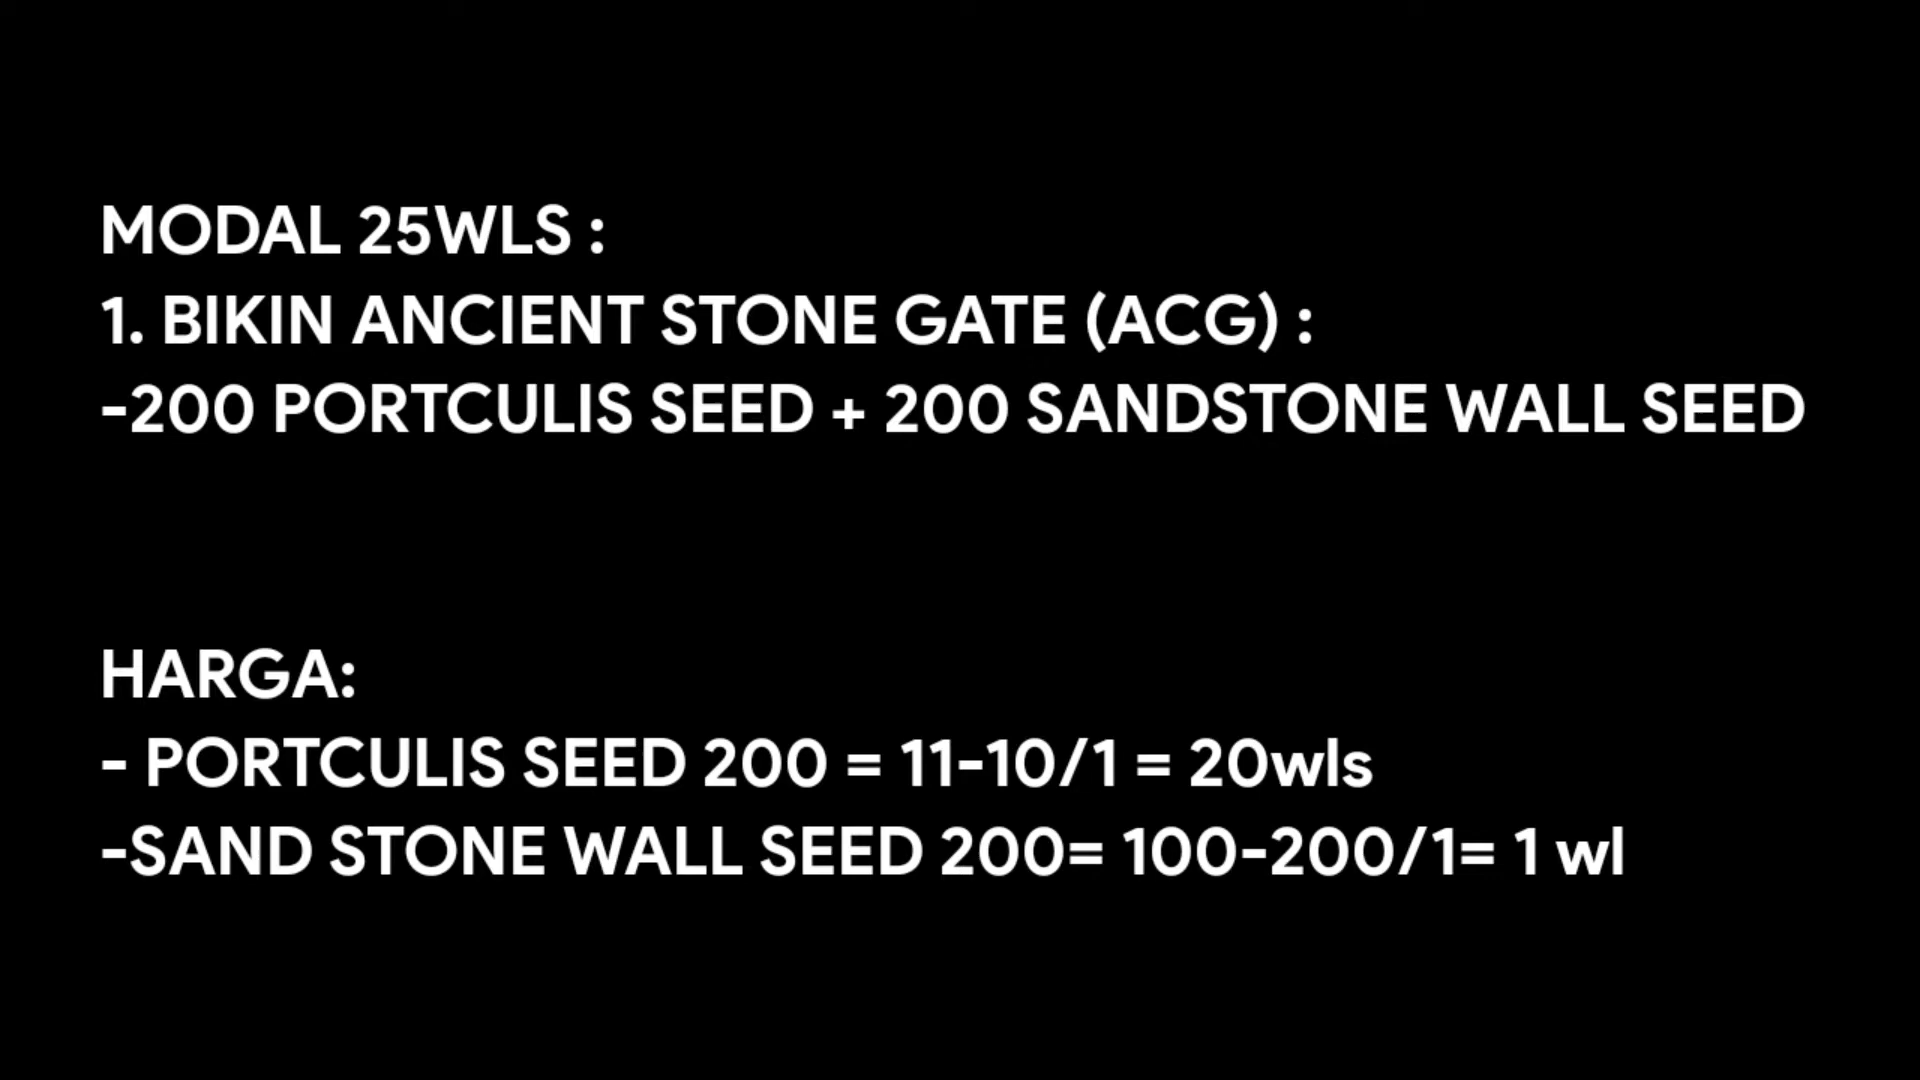 MODAL 25WLS :
1. BIKIN ANCIENT STONE GATE (ACG) :
-200 PORTCULIS SEED + 200 SANDSTONE WALL SEED
HARGA:
- PORTCULIS SEED 200 = 11-10/1 = 20wls
-SAND STONE WALL SEED 200= 100-200/1= 1 wl